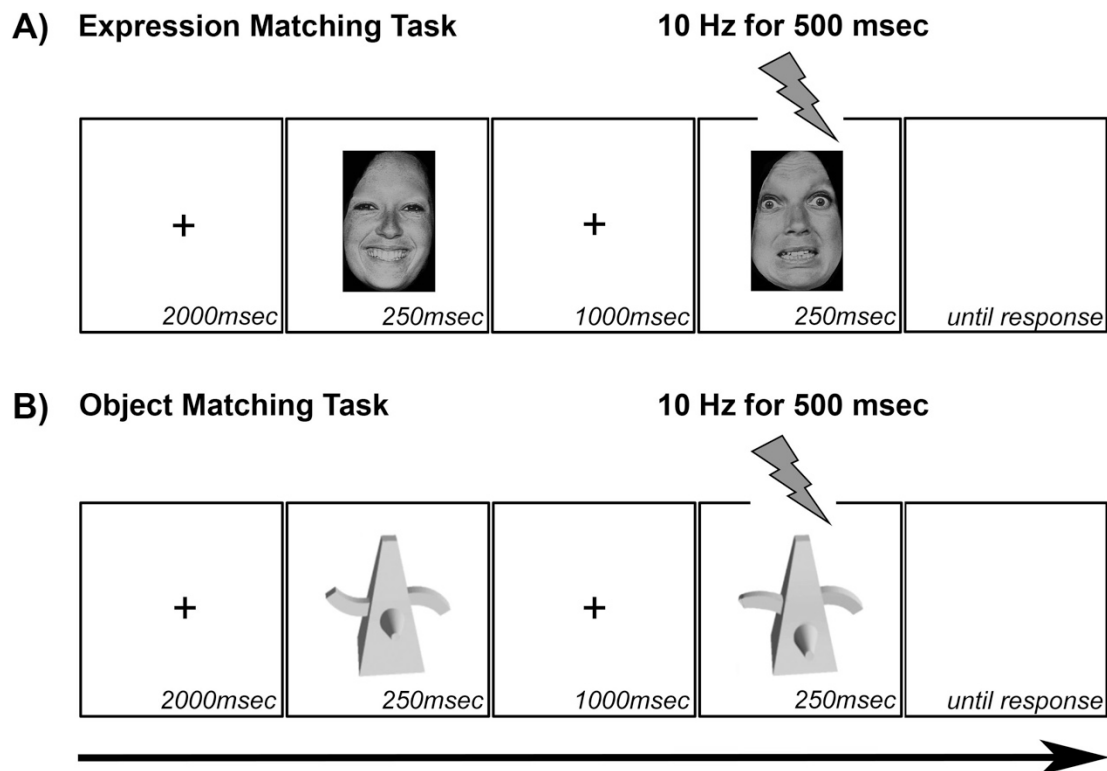 A) Expression Matching Task 10 Hz for 500 msec
+ +
2000msec 250msec 1000msec 250msec until response
B) Object Matching Task 10 Hz for 500 msec
+ +
2000msec 250msec 1000msec 250msec until response